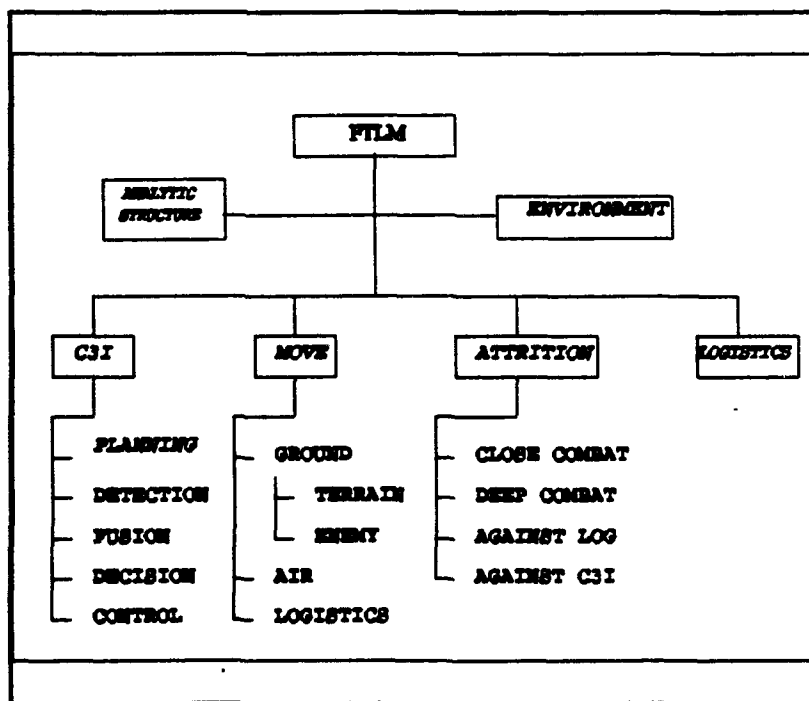 FTLM
ANALYTIC
STRUCTURE
ENVIRONMENT
C3I
MOVE
ATTRITION
LOGISTICS
PLANNING
DETECTION
FUSION
DECISION
CONTROL
GROUND
TERRAIN
ENEMY
AIR
LOGISTICS
CLOSE COMBAT
DEEP COMBAT
AGAINST LOG
AGAINST C3I